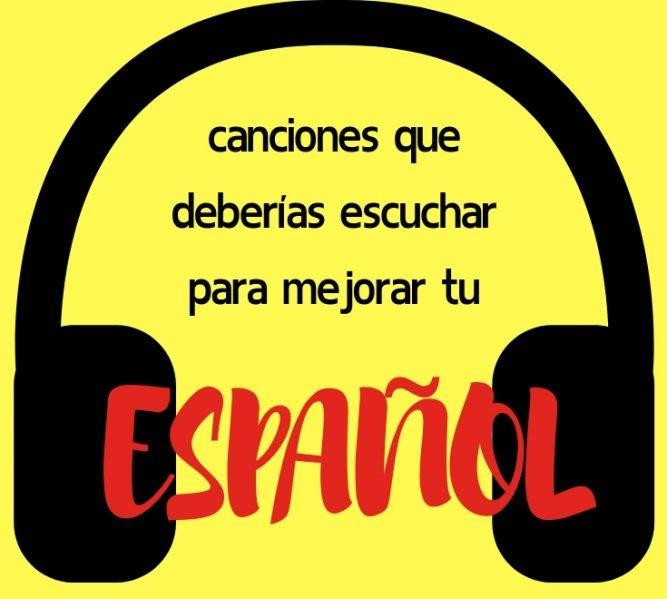 canciones que
deberías escuchar
para mejorar tu
ESPAÑOL